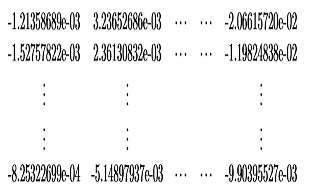 -1.21358689e-03 3.23652686e-03 ... ... -2.06615720e-02
-1.52757822e-03 2.36130832e-03 ... ... -1.19824838e-02
⋮ ⋮ ⋮
⋮ ⋮ ⋮
-8.25322699e-04 -5.14897937e-03 ... ... -9.90395527e-03